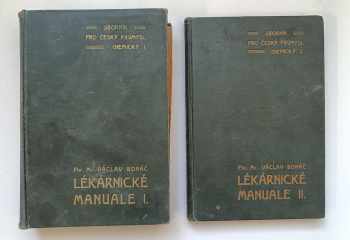 SBORNÍK
PRO ČESKÝ PRŮMYSL
CHEMICKÝ I.
PH. MR. VÁCLAV BOHÁČ
LÉKÁRNICKÉ
MANUALE I.
SBORNÍK
PRO ČESKÝ PRŮMYSL
CHEMICKÝ
PH. MR. VÁCLAV BOHÁČ
LÉKÁRNICKÉ
MANUALE II.